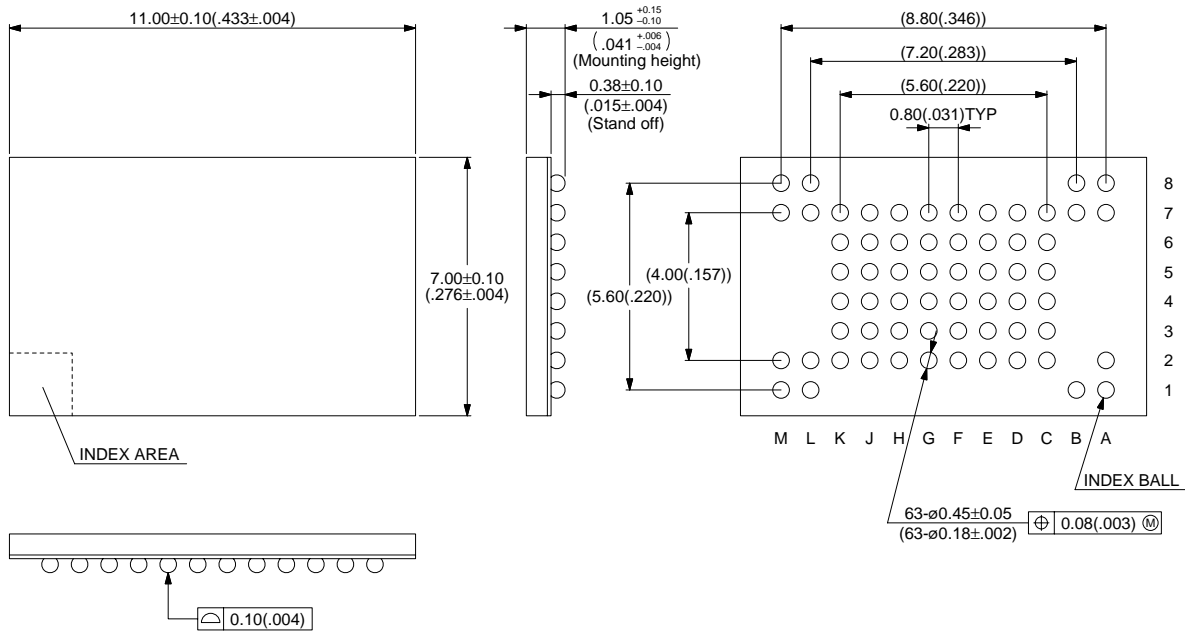 11.00±0.10(.433±.004)
1.05 +0.15 –0.10
(.041 +.006 –.004)
(Mounting height)
0.38±0.10
(.015±.004)
(Stand off)
(8.80(.346))
(7.20(.283))
(5.60(.220))
0.80(.031)TYP
7.00±0.10
(.276±.004)
INDEX AREA
(5.60(.220))
(4.00(.157))
8
7
6
5
4
3
2
1
M L K J H G F E D C B A
INDEX BALL
63-ø0.45±0.05
(63-ø0.18±.002)
0.08(.003) Ⓜ
0.10(.004)